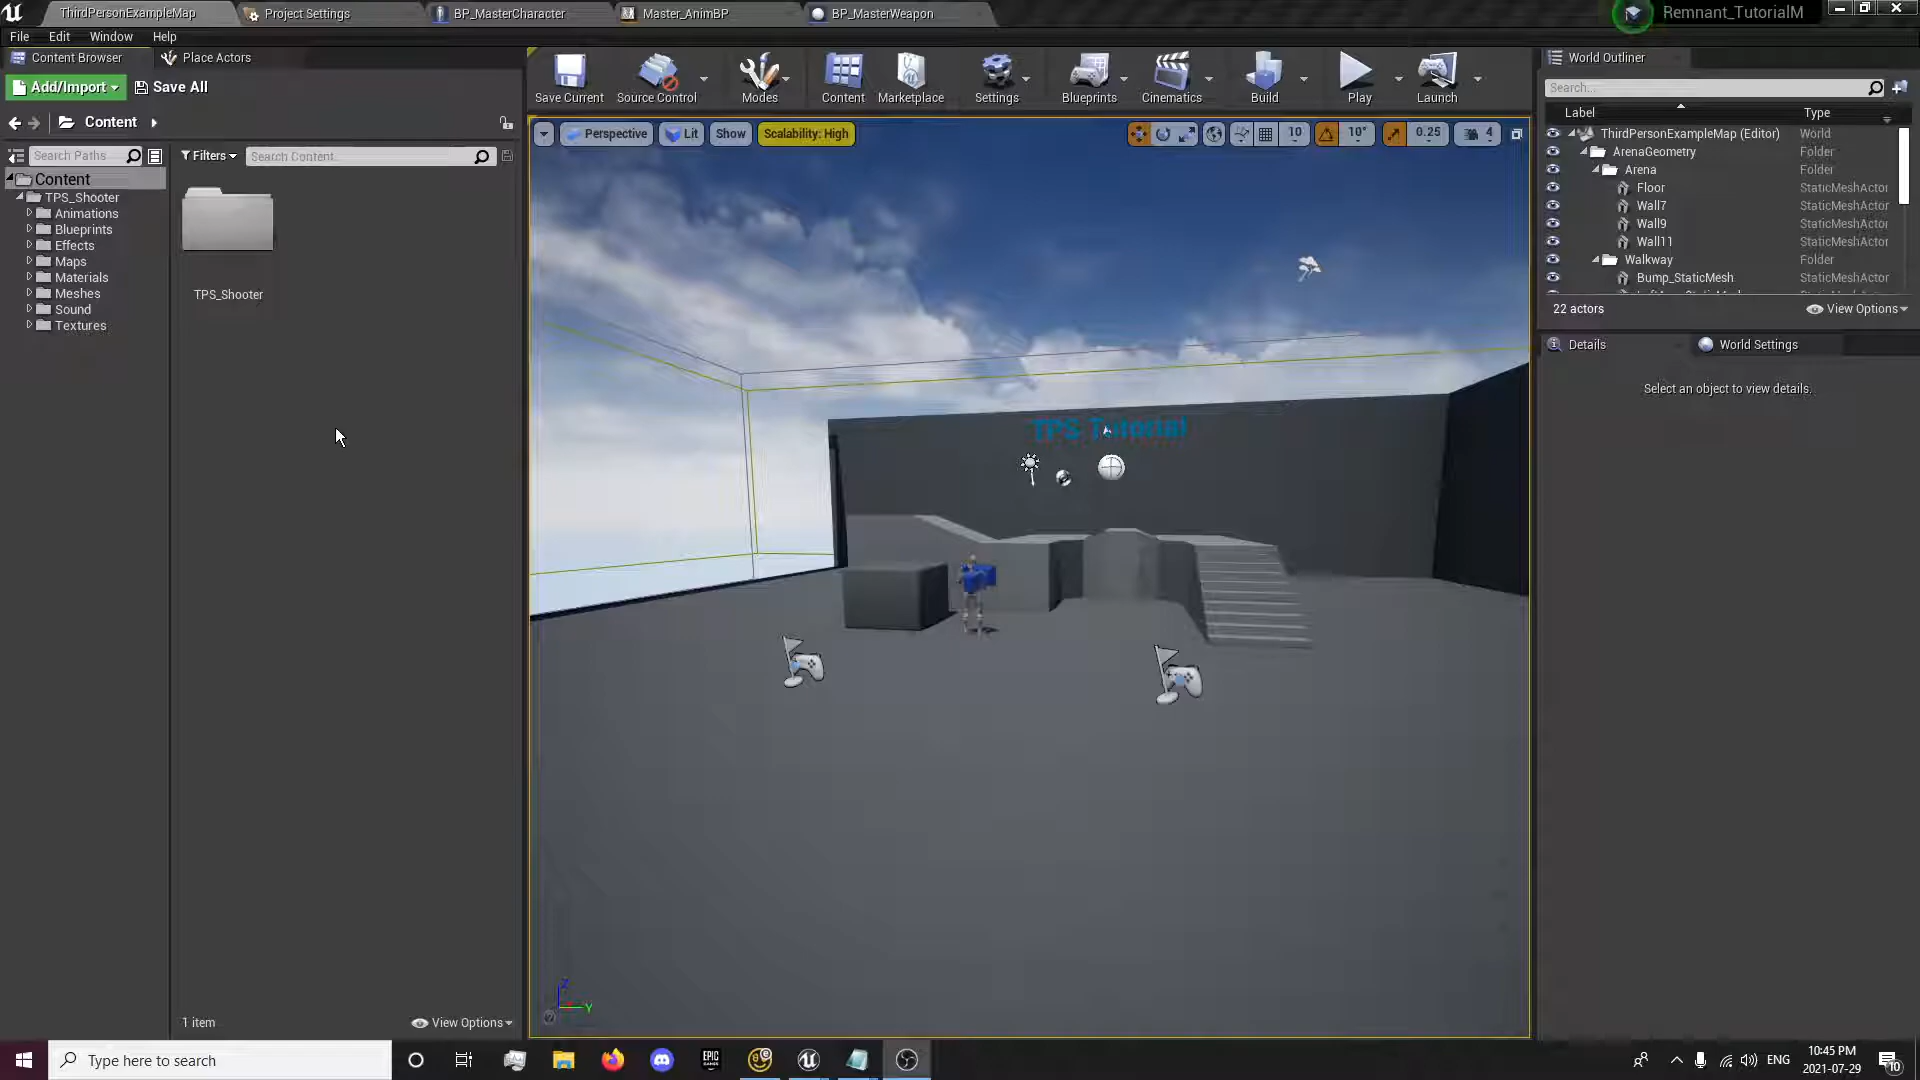 ThirdPersonExampleMap
Project Settings
BP_MasterCharacter
Master_AnimBP
BP_MasterWeapon
Remnant_TutorialM
File
Edit
Window
Help
Content Browser
Place Actors
Add/Import
Save All
Content
Search Paths
Filters
Search Content
Content
TPS_Shooter
Animations
Blueprints
Effects
Maps
Materials
Meshes
Sound
Textures
TPS_Shooter
1 item
View Options
Save Current
Source Control
Modes
Content
Marketplace
Settings
Blueprints
Cinematics
Build
Play
Launch
Perspective
Lit
Show
Scalability: High
10
10°
0.25
4
TPS Tutorial
Z
Y
World Outliner
Search...
Label
Type
ThirdPersonExampleMap (Editor) World
ArenaGeometry Folder
Arena Folder
Floor StaticMeshActor
Wall7 StaticMeshActor
Wall9 StaticMeshActor
Wall11 StaticMeshActor
Walkway Folder
Bump_StaticMesh StaticMeshActor
22 actors
View Options
Details
World Settings
Select an object to view details.
Type here to search
EPIC
GAMES
ENG
10:45 PM
2021-07-29
10